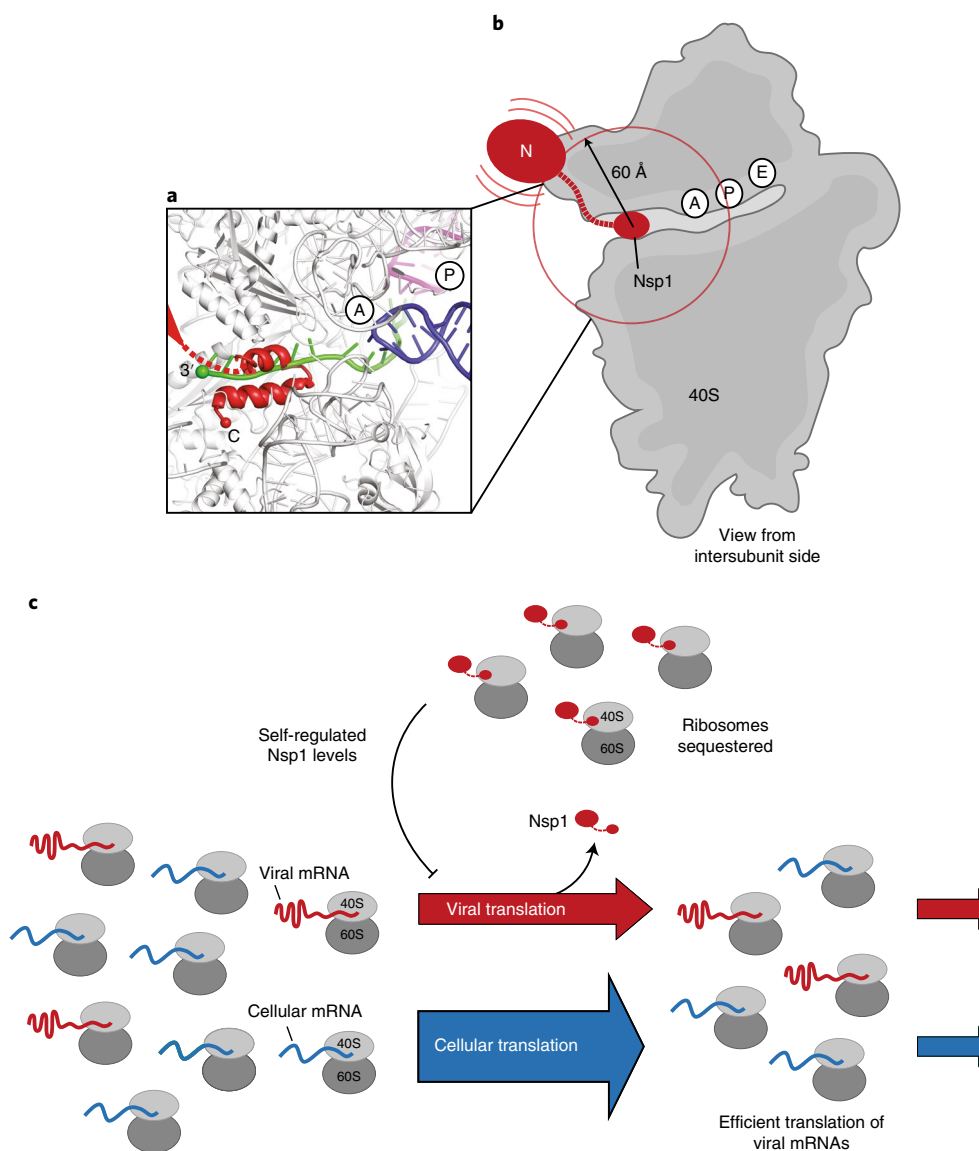 b
N
60 Å
A
P
E
Nsp1
40S
View from
intersubunit side
a
A
P
3′
C
c
40S
60S
Ribosomes
sequestered
Self-regulated
Nsp1 levels
Nsp1
Viral mRNA
40S
60S
Viral translation
Cellular mRNA
40S
60S
Cellular translation
Efficient translation of
viral mRNAs